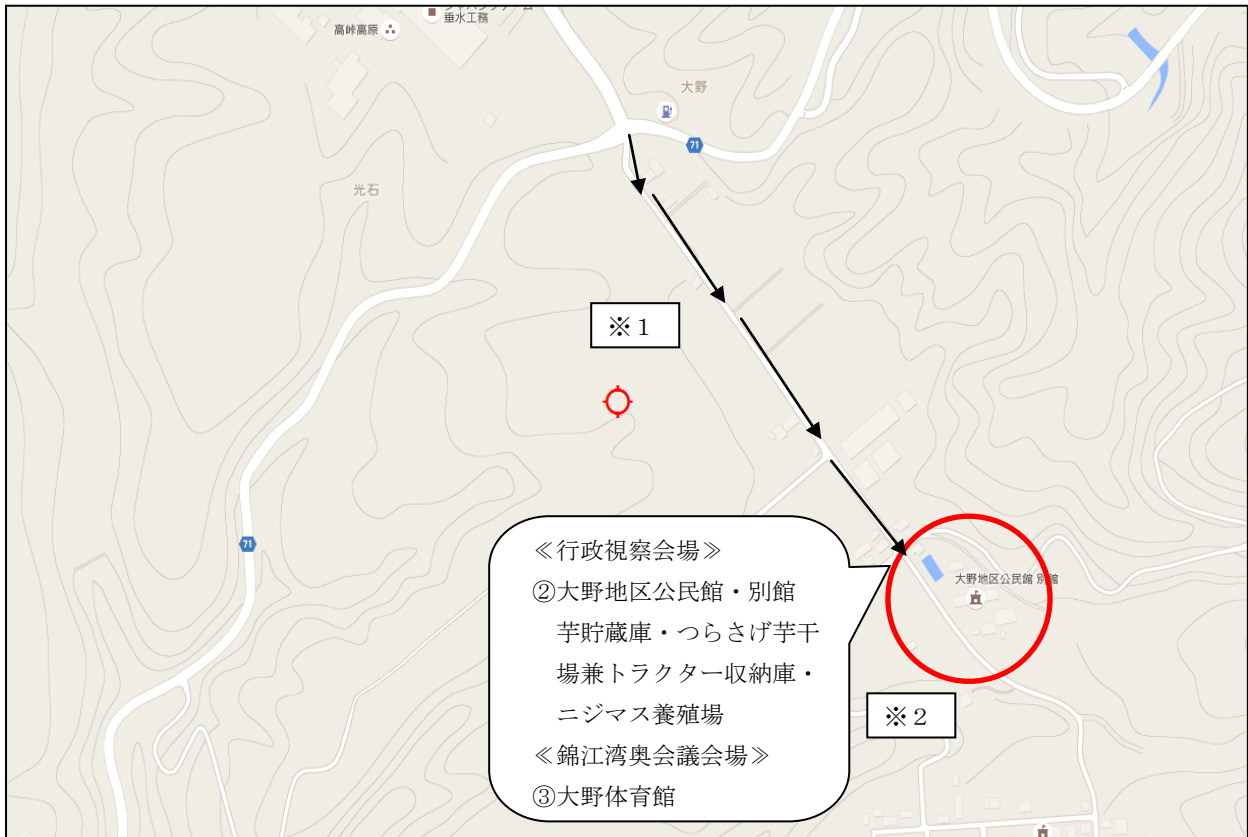 垂水工務
高峠高原
大野
71
光石
※1
71
≪行政視察会場≫
②大野地区公民館・別館
芋貯蔵庫・つらさげ芋干
場兼トラクター収納庫・
ニジマス養殖場
≪錦江湾奥会議会場≫
③大野体育館
大野地区公民館 別館
※2